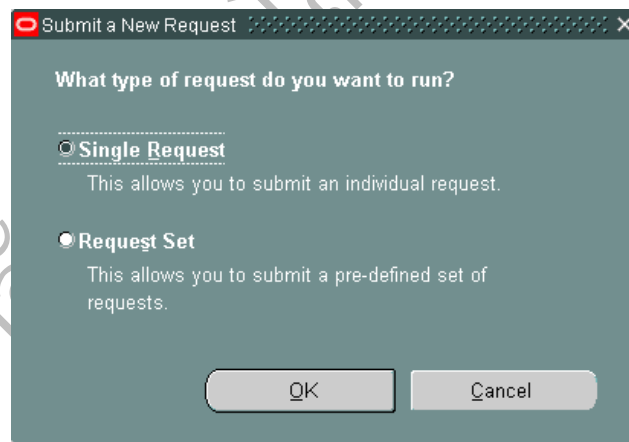 Submit a New Request
What type of request do you want to run?
Single Request
This allows you to submit an individual request.
Request Set
This allows you to submit a pre-defined set of
requests.
OK
Cancel